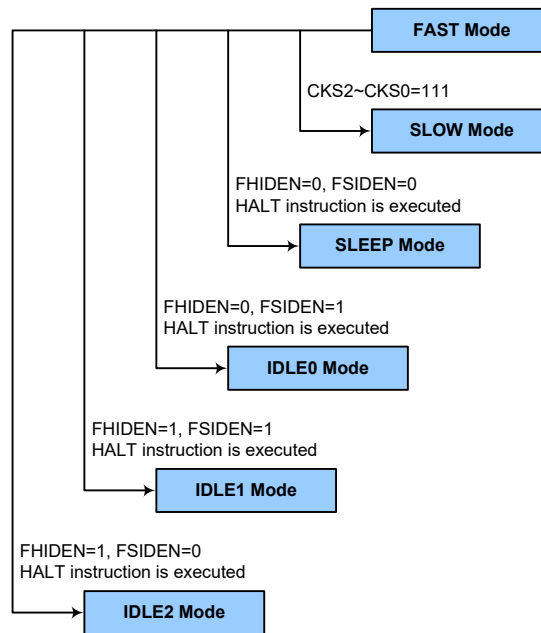 FAST Mode
CKS2~CKS0=111
SLOW Mode
FHIDEN=0, FSIDEN=0
HALT instruction is executed
SLEEP Mode
FHIDEN=0, FSIDEN=1
HALT instruction is executed
IDLE0 Mode
FHIDEN=1, FSIDEN=1
HALT instruction is executed
IDLE1 Mode
FHIDEN=1, FSIDEN=0
HALT instruction is executed
IDLE2 Mode